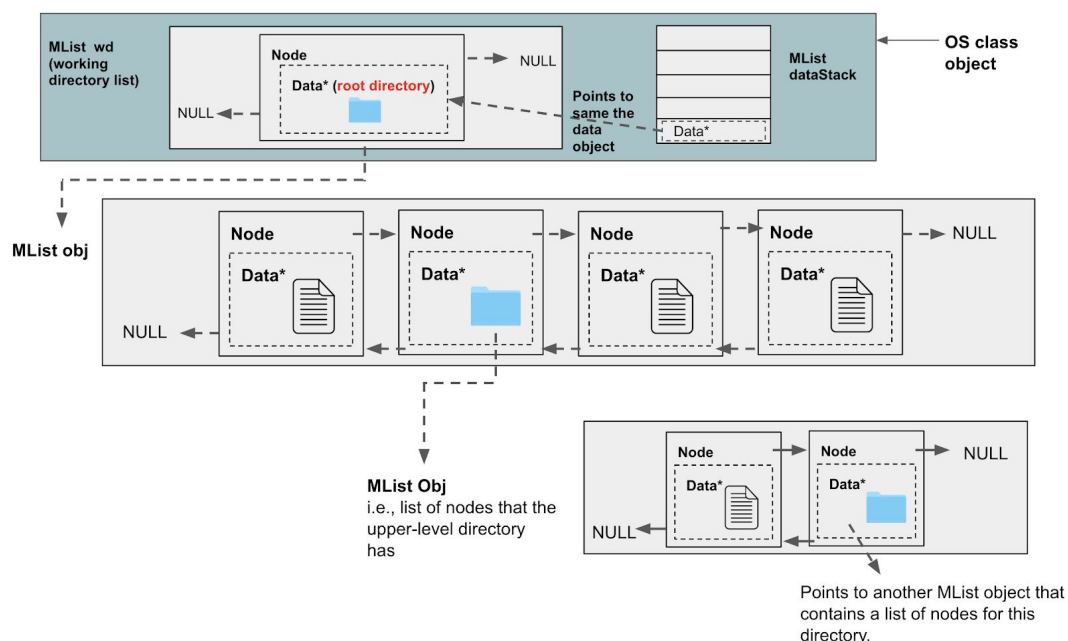 MList wd
(working
directory list)
Node
Data* (root directory)
NULL
NULL
Points to
same the
data
object
Data*
MList
dataStack
OS class
object
MList obj
Node
Data*
Node
Data*
Node
Data*
Node
Data*
NULL
NULL
MList Obj
i.e., list of nodes that the
upper-level directory
has
Node
Data*
Node
Data*
NULL
NULL
Points to another MList object that
contains a list of nodes for this
directory.